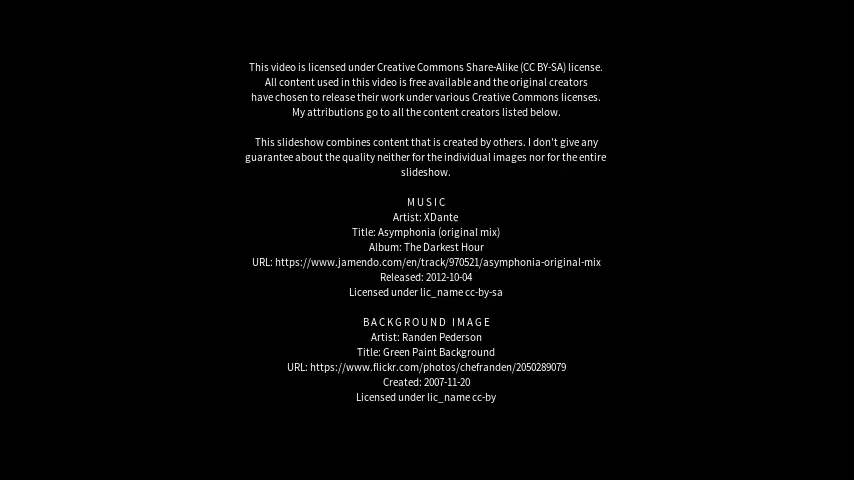 This video is licensed under Creative Commons Share-Alike (CC BY-SA) license.
All content used in this video is free available and the original creators
have chosen to release their work under various Creative Commons licenses.
My attributions go to all the content creators listed below.
This slideshow combines content that is created by others. I don't give any
guarantee about the quality neither for the individual images nor for the entire
slideshow.
MUSIC
Artist: XDante
Title: Asymphonia (original mix)
Album: The Darkest Hour
URL: https://www.jamendo.com/en/track/970521/asymphonia-original-mix
Released: 2012-10-04
Licensed under lic_name cc-by-sa
BACKGROUND IMAGE
Artist: Randen Pederson
Title: Green Paint Background
URL: https://www.flickr.com/photos/chefranden/2050289079
Created: 2007-11-20
Licensed under lic_name cc-by